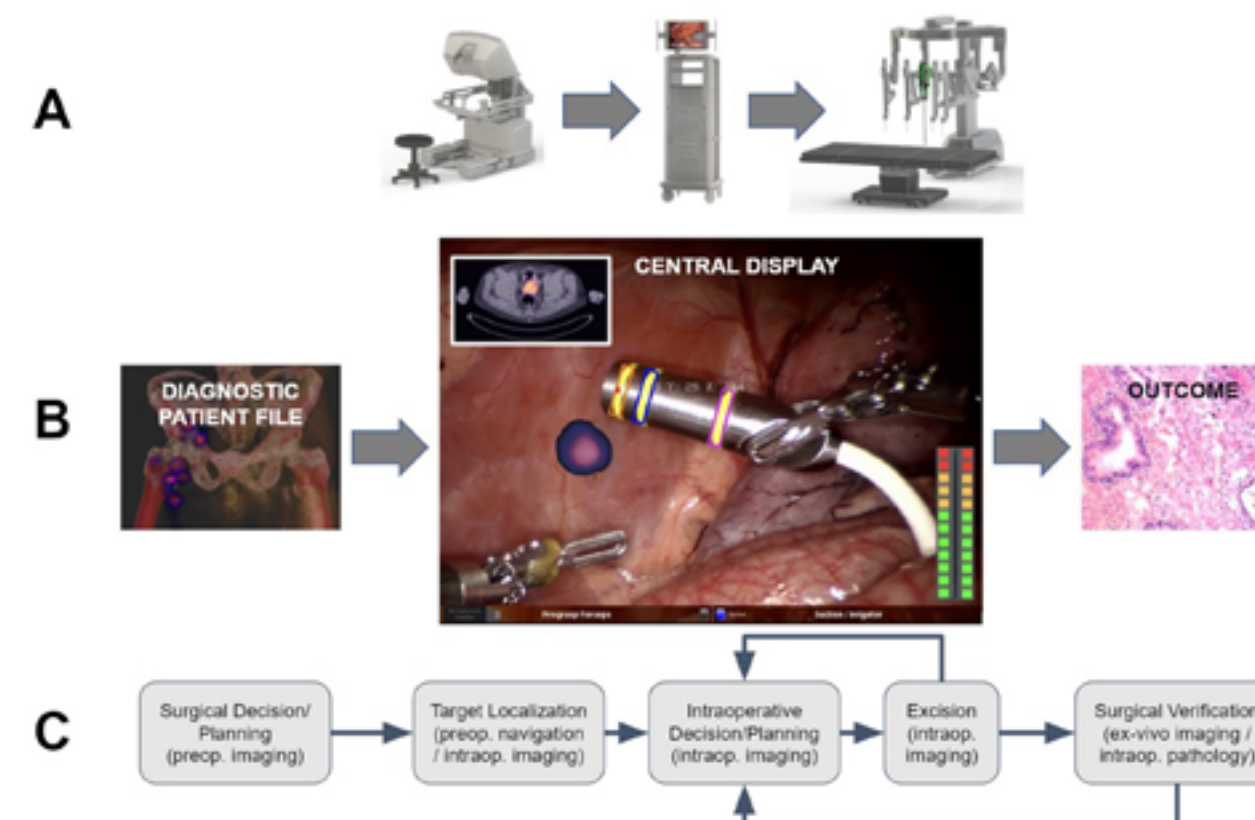 A
B
CENTRAL DISPLAY
DIAGNOSTIC
PATIENT FILE
OUTCOME
C
Surgical Decision/
Planning
(preop. imaging)
Target Localization
(preop. navigation
/ intraop. imaging)
Intraoperative
Decision/Planning
(intraop. imaging)
Excision
(intraop.
imaging)
Surgical Verification
(ex-vivo imaging /
intraop. pathology)